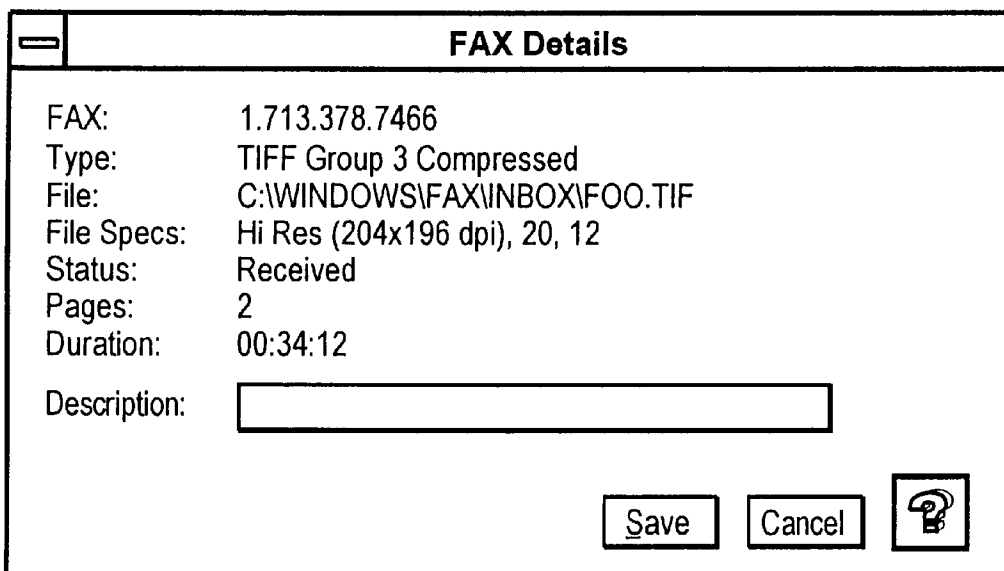 FAX Details
FAX: 1.713.378.7466
Type: TIFF Group 3 Compressed
File: C:\WINDOWS\FAX\INBOX\FOO.TIF
File Specs: Hi Res (204x196 dpi), 20, 12
Status: Received
Pages: 2
Duration: 00:34:12
Description:
Save Cancel ?